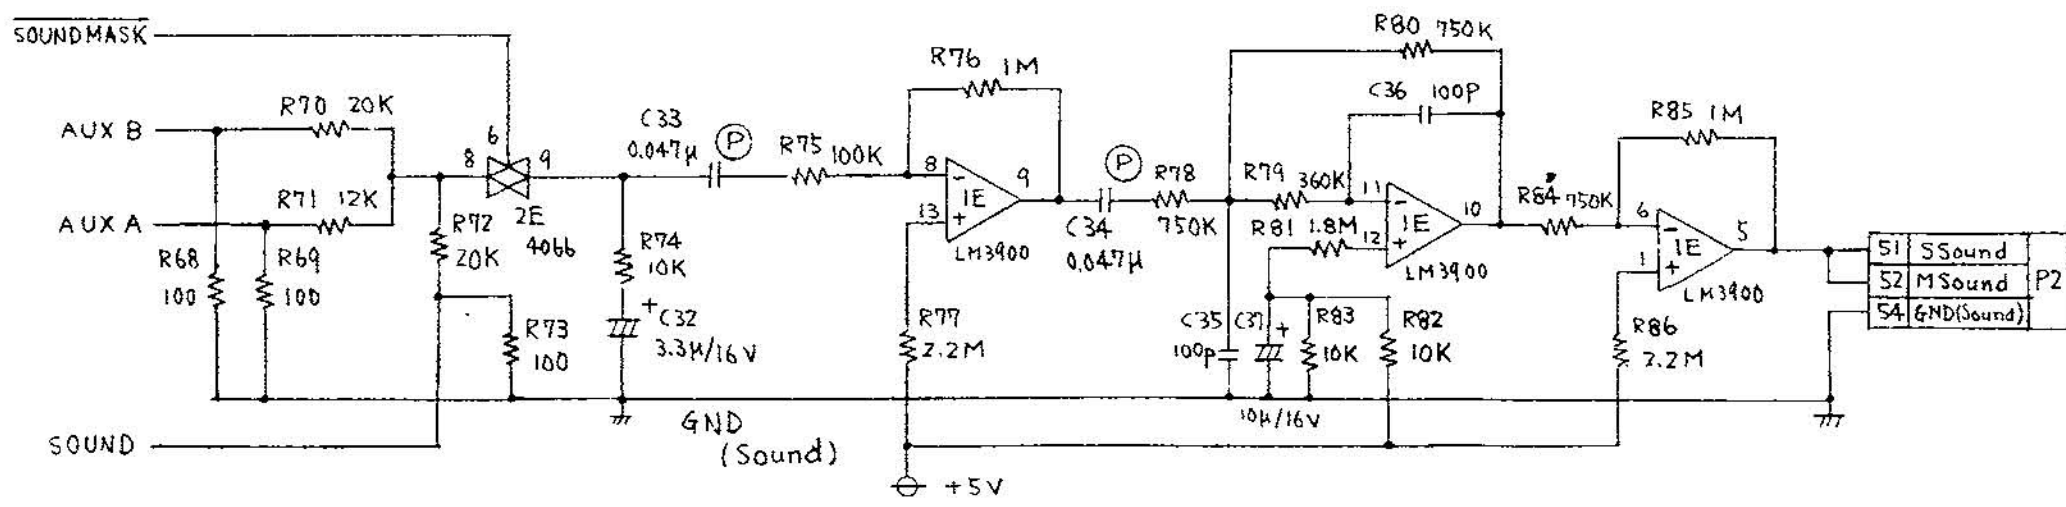 SOUNDMASK
AUX B
R70 20K
AUX A
R71 12K
R68
100
R69
100
R72
20K
R73
100
SOUND
6
8
9
2E
4066
R74
10K
+
C32
3.3μ/16V
GND
(Sound)
C33
0.047μ
P
R75 100K
R76 1M
8
-
1E
9
13
+
LM3900
R77
2.2M
+5V
P
C34
0.047μ
R78
750K
R79 360K
R80 750K
C36 100P
R81 1.8M
11
-
1E
10
12
+
LM3900
C35
100p
C37
+
10μ/16V
R83
10K
R82
10K
R84 750K
R85 1M
6
-
1E
5
1
+
LM3900
R86
2.2M
51 SSound
52 MSound
54 GND(Sound)
P2